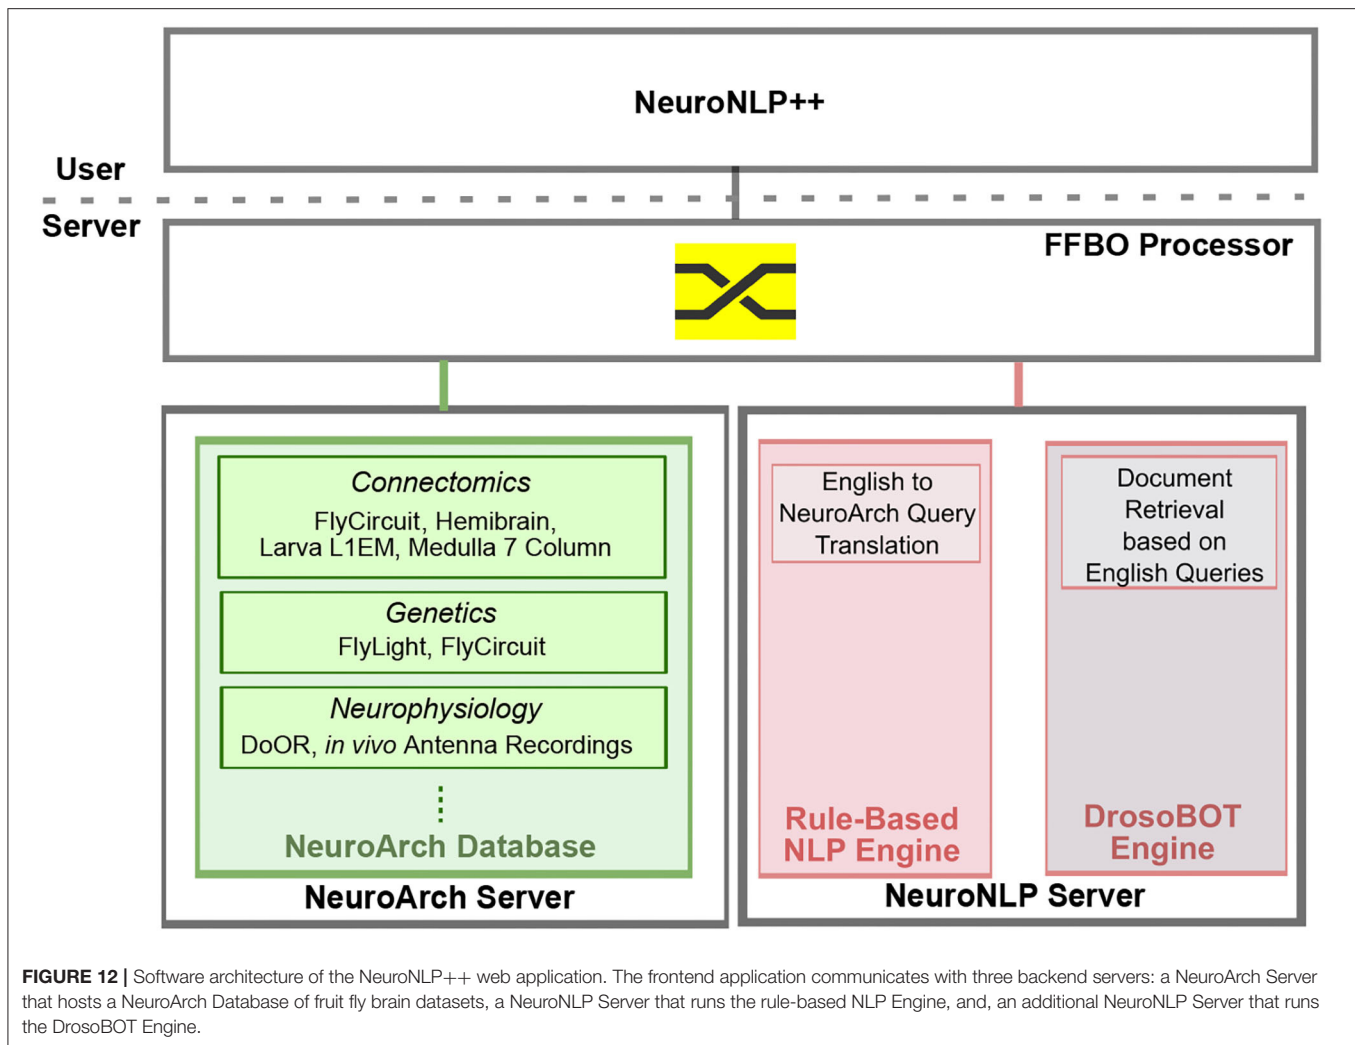 NeuroNLP++
User
Server
FFBO Processor
Connectomics
FlyCircuit, Hemibrain,
Larva L1EM, Medulla 7 Column
Genetics
FlyLight, FlyCircuit
Neurophysiology
DoOR, in vivo Antenna Recordings
NeuroArch Database
NeuroArch Server
English to
NeuroArch Query
Translation
Rule-Based
NLP Engine
Document
Retrieval
based on
English Queries
DrosoBOT
Engine
NeuroNLP Server
FIGURE 12 | Software architecture of the NeuroNLP++ web application. The frontend application communicates with three backend servers: a NeuroArch Server
that hosts a NeuroArch Database of fruit fly brain datasets, a NeuroNLP Server that runs the rule-based NLP Engine, and, an additional NeuroNLP Server that runs
the DrosoBOT Engine.